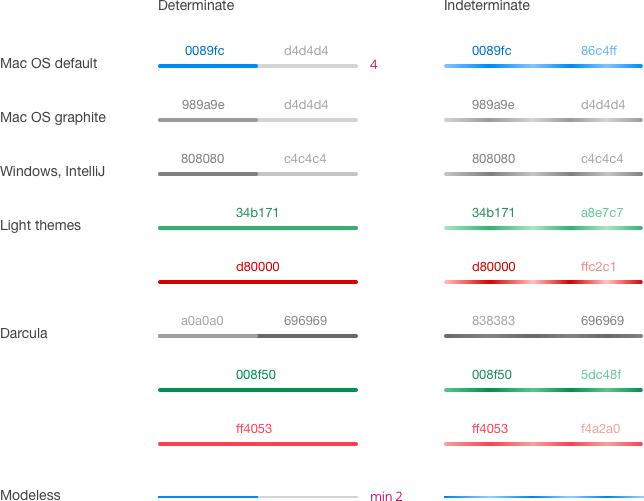 Determinate Indeterminate
0089fc d4d4d4 0089fc 86c4ff
Mac OS default 4
989a9e d4d4d4 989a9e d4d4d4
Mac OS graphite
808080 c4c4c4 808080 c4c4c4
Windows, IntelliJ
34b171 34b171 a8e7c7
Light themes
d80000 d80000 ffc2c1
a0a0a0 696969 838383 696969
Darcula
008f50 008f50 5dc48f
ff4053 ff4053 f4a2a0
Modeless min 2